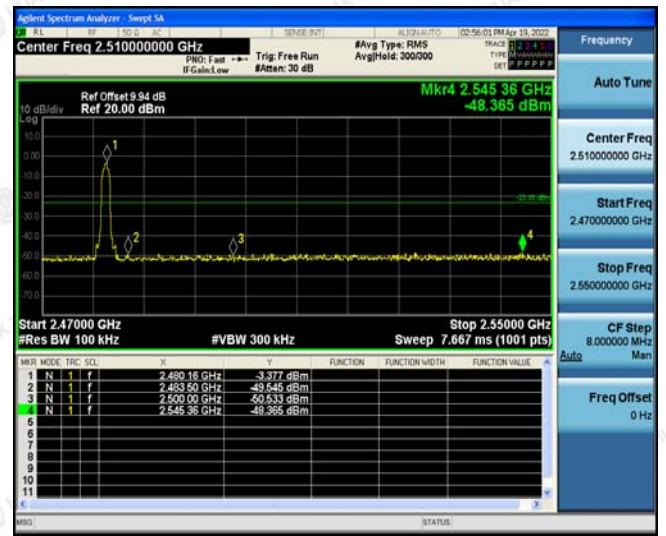 Agilent Spectrum Analyzer - Swept SA
RL RF 50 Ω AC SENSE:INT ALIGN AUTO 02:56:01 PM Apr 19, 2022
Center Freq 2.510000000 GHz
PNO: Fast Trig: Free Run
IFGain:Low #Atten: 30 dB
#Avg Type: RMS
Avg|Hold: 300/300
TRACE 1 2 3 4 5 6
TYPE M
DET P P P P P P
Mkr4 2.545 36 GHz
-48.365 dBm
Ref Offset 9.94 dB
10 dB/div Ref 20.00 dBm
Log
10.0
0.00
-10.0
-20.0
-30.0
-40.0
-50.0
-60.0
-70.0
1
2
3
4
Start 2.47000 GHz Stop 2.55000 GHz
#Res BW 100 kHz #VBW 300 kHz Sweep 7.667 ms (1001 pts)
MKR MODE TRC SCL X Y FUNCTION FUNCTION WIDTH FUNCTION VALUE
1 N 1 f 2.480 16 GHz -3.377 dBm
2 N 1 f 2.483 50 GHz -49.545 dBm
3 N 1 f 2.500 00 GHz -50.533 dBm
4 N 1 f 2.545 36 GHz -48.365 dBm
5
6
7
8
9
10
11
MSG STATUS
Frequency
Auto Tune
Center Freq
2.510000000 GHz
Start Freq
2.470000000 GHz
Stop Freq
2.550000000 GHz
CF Step
8.000000 MHz
Auto Man
Freq Offset
0 Hz